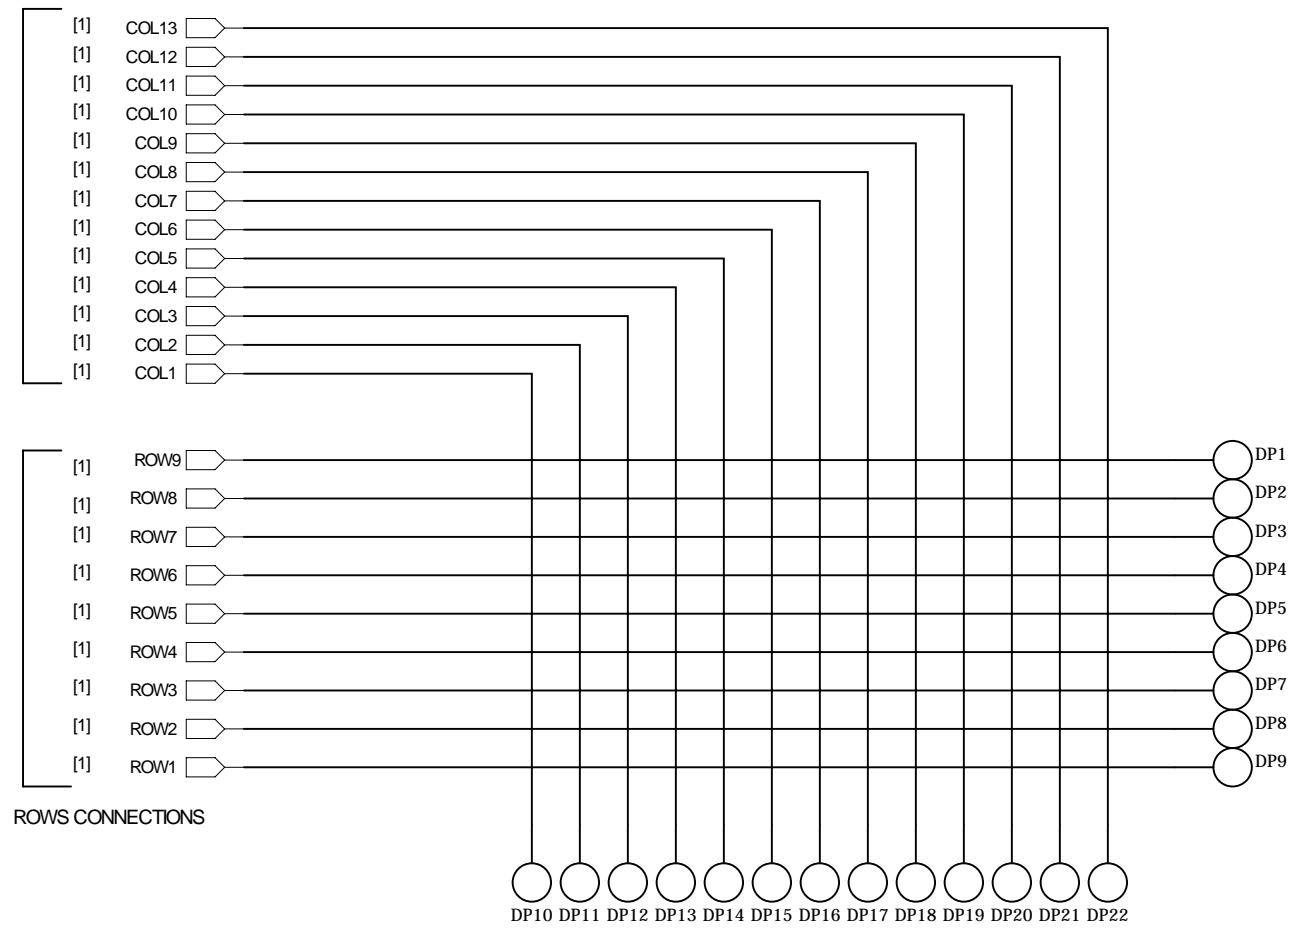 [1] COL13
[1] COL12
[1] COL11
[1] COL10
[1] COL9
[1] COL8
[1] COL7
[1] COL6
[1] COL5
[1] COL4
[1] COL3
[1] COL2
[1] COL1
[1] ROW9 DP1
[1] ROW8 DP2
[1] ROW7 DP3
[1] ROW6 DP4
[1] ROW5 DP5
[1] ROW4 DP6
[1] ROW3 DP7
[1] ROW2 DP8
[1] ROW1 DP9
ROWS CONNECTIONS
DP10 DP11 DP12 DP13 DP14 DP15 DP16 DP17 DP18 DP19 DP20 DP21 DP22